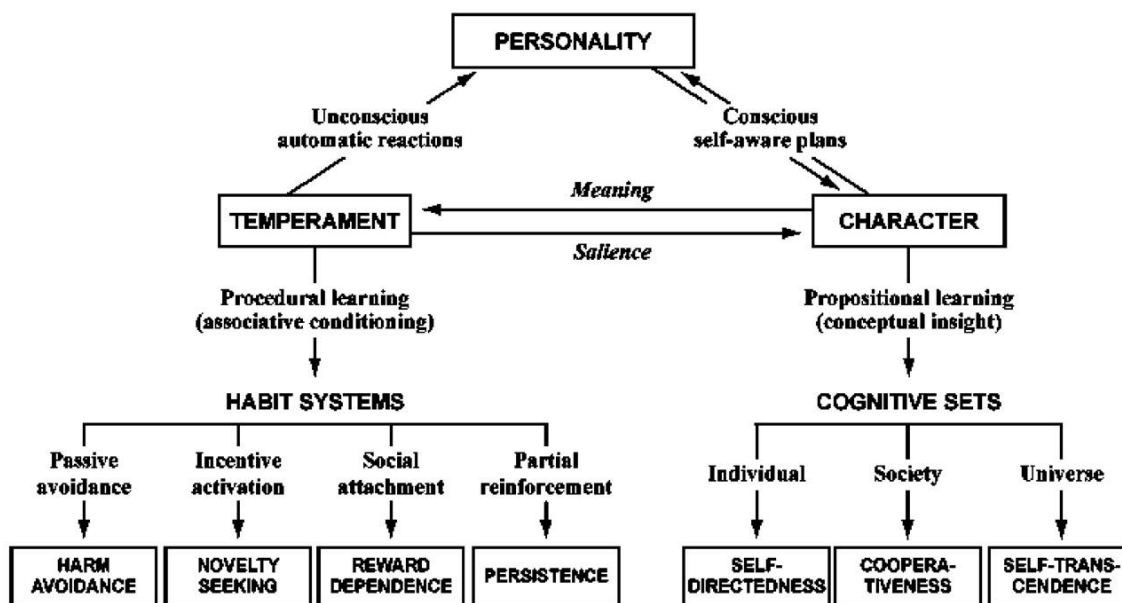 PERSONALITY
Unconscious
automatic reactions
Conscious
self-aware plans
Meaning
TEMPERAMENT
CHARACTER
Salience
Procedural learning
(associative conditioning)
Propositional learning
(conceptual insight)
HABIT SYSTEMS
COGNITIVE SETS
Passive
avoidance
Incentive
activation
Social
attachment
Partial
reinforcement
Individual
Society
Universe
HARM
AVOIDANCE
NOVELTY
SEEKING
REWARD
DEPENDENCE
PERSISTENCE
SELF-
DIRECTEDNESS
COOPERA-
TIVENESS
SELF-TRANS-
CENDENCE